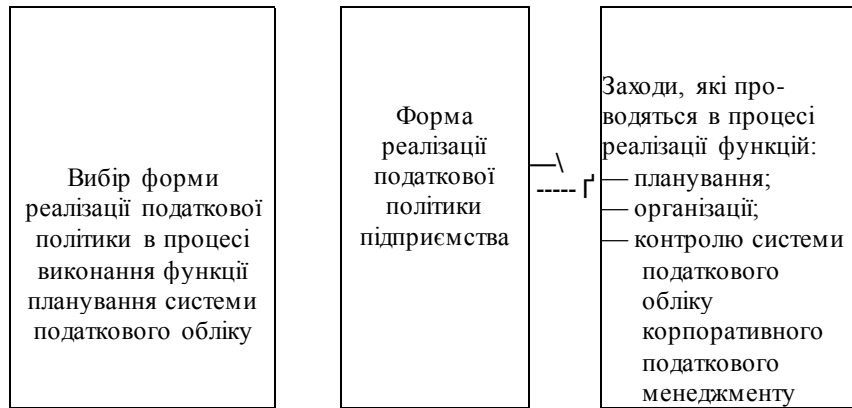 Вибір форми
реалізації податкової
політики в процесі
виконання функції
планування системи
податкового обліку
Форма
реалізації
податкової
політики
підприємства
—\
----- Г
Заходи, які про-
водяться в процесі
реалізації функцій:
— планування;
— організації;
— контролю системи
податкового
обліку
корпоративного
податкового
менеджменту